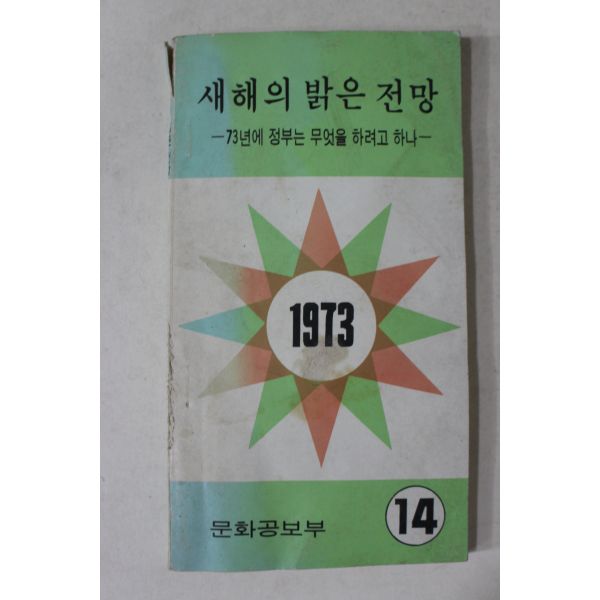 새해의 밝은 전망
—73년에 정부는 무엇을 하려고 하나—
1973
문화공보부
14